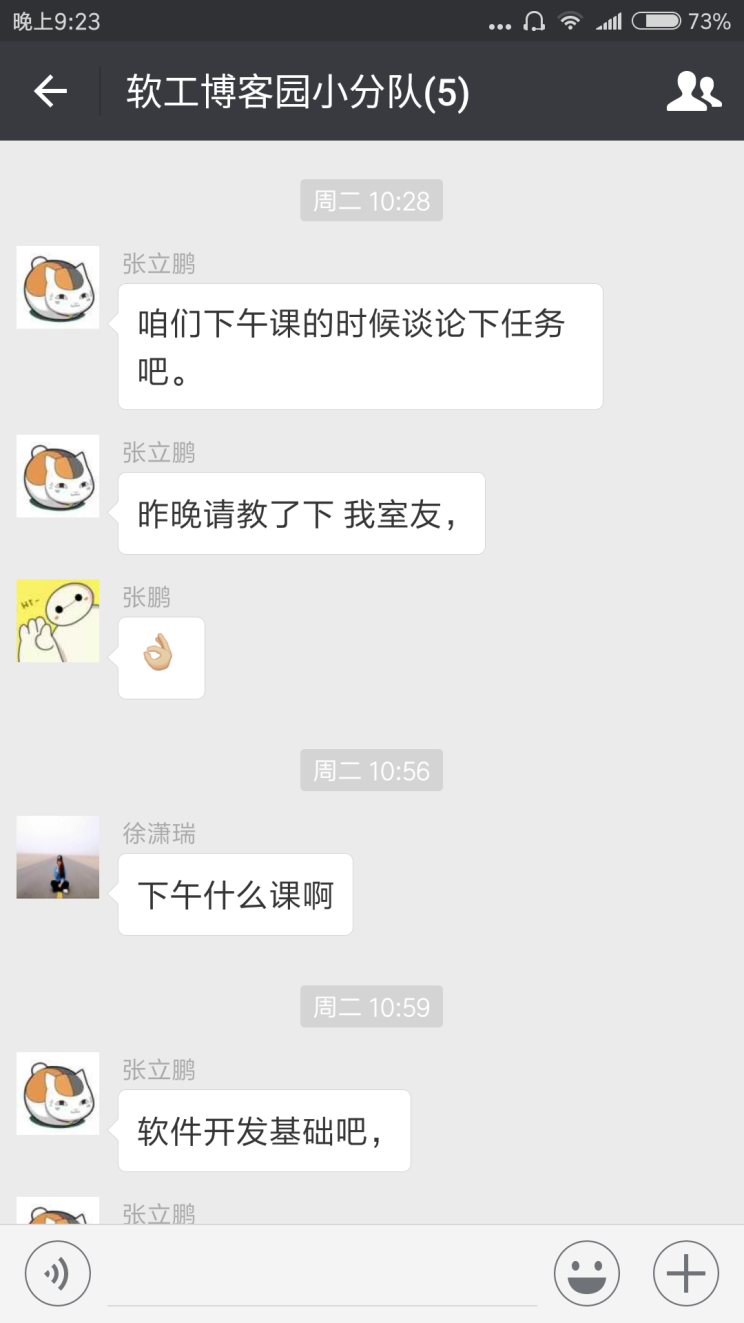 晚上9:23
73%
软工博客园小分队(5)
周二 10:28
张立鹏
咱们下午课的时候谈论下任务
吧。
张立鹏
昨晚请教了下 我室友，
HI~
张鹏
周二 10:56
徐潇瑞
下午什么课啊
周二 10:59
张立鹏
软件开发基础吧，
张立鹏